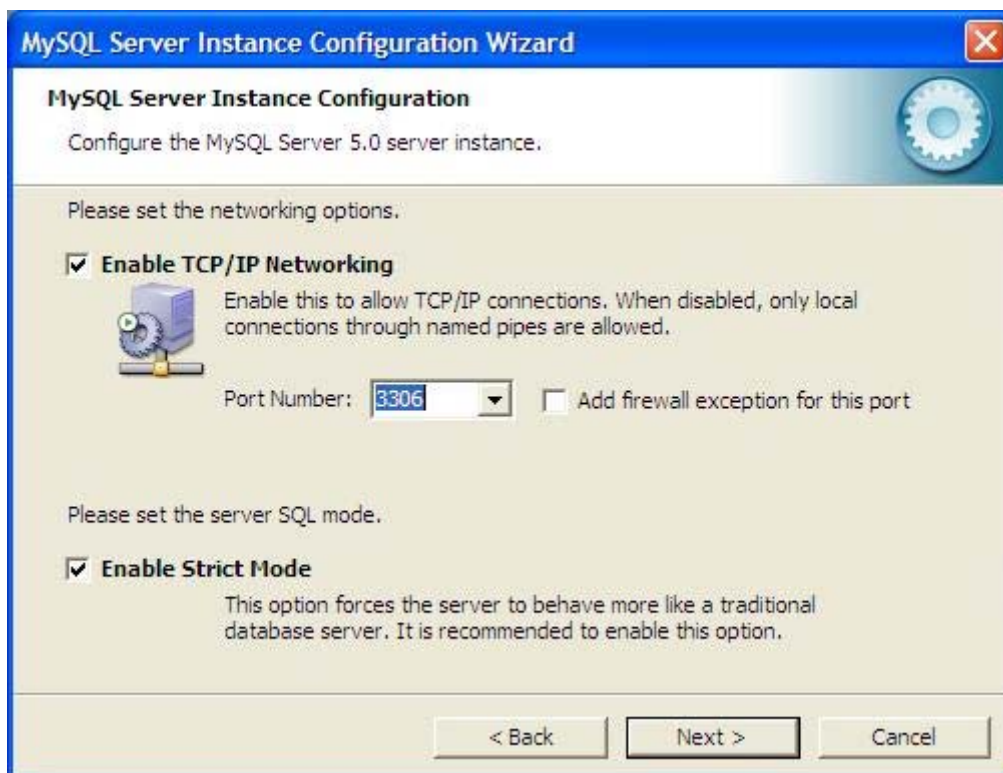 MySQL Server Instance Configuration Wizard
MySQL Server Instance Configuration
Configure the MySQL Server 5.0 server instance.
Please set the networking options.
Enable TCP/IP Networking
Enable this to allow TCP/IP connections. When disabled, only local
connections through named pipes are allowed.
Port Number: 3306 Add firewall exception for this port
Please set the server SQL mode.
Enable Strict Mode
This option forces the server to behave more like a traditional
database server. It is recommended to enable this option.
< Back Next > Cancel